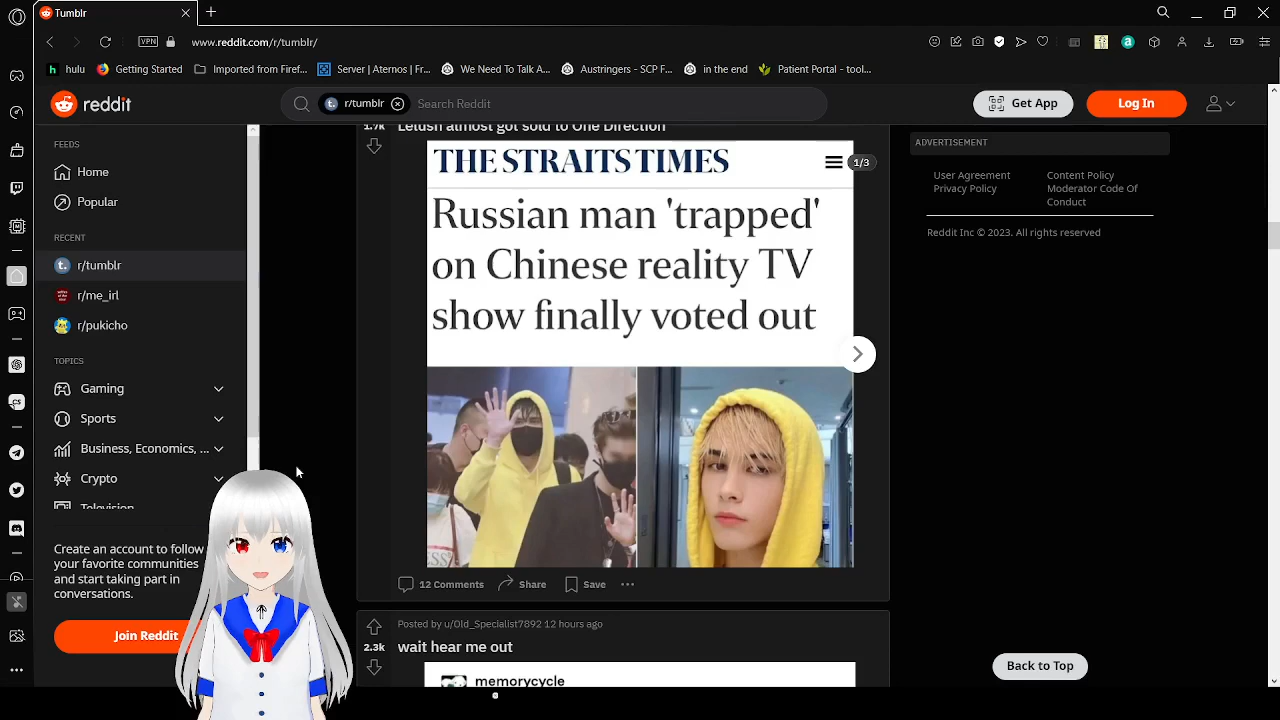 Tumblr
VPN
www.reddit.com/r/tumblr/
hulu
Getting Started
Imported from Firef...
Server | Aternos | Fr...
We Need To Talk A...
Austringers - SCP F...
in the end
Patient Portal - tool...
reddit
r/tumblr
Search Reddit
Get App
Log In
FEEDS
Home
Popular
RECENT
r/tumblr
r/me_irl
r/pukicho
TOPICS
Gaming
Sports
Business, Economics, ...
Crypto
Television
Create an account to follow
your favorite communities
and start taking part in
conversations.
Join Reddit
1.7k
Lelush almost got sold to One Direction
THE STRAITS TIMES
1/3
Russian man 'trapped'
on Chinese reality TV
show finally voted out
12 Comments
Share
Save
Posted by u/Old_Specialist7892 12 hours ago
2.3k
wait hear me out
memorycycle
ADVERTISEMENT
User Agreement
Privacy Policy
Content Policy
Moderator Code Of
Conduct
Reddit Inc © 2023. All rights reserved
Back to Top